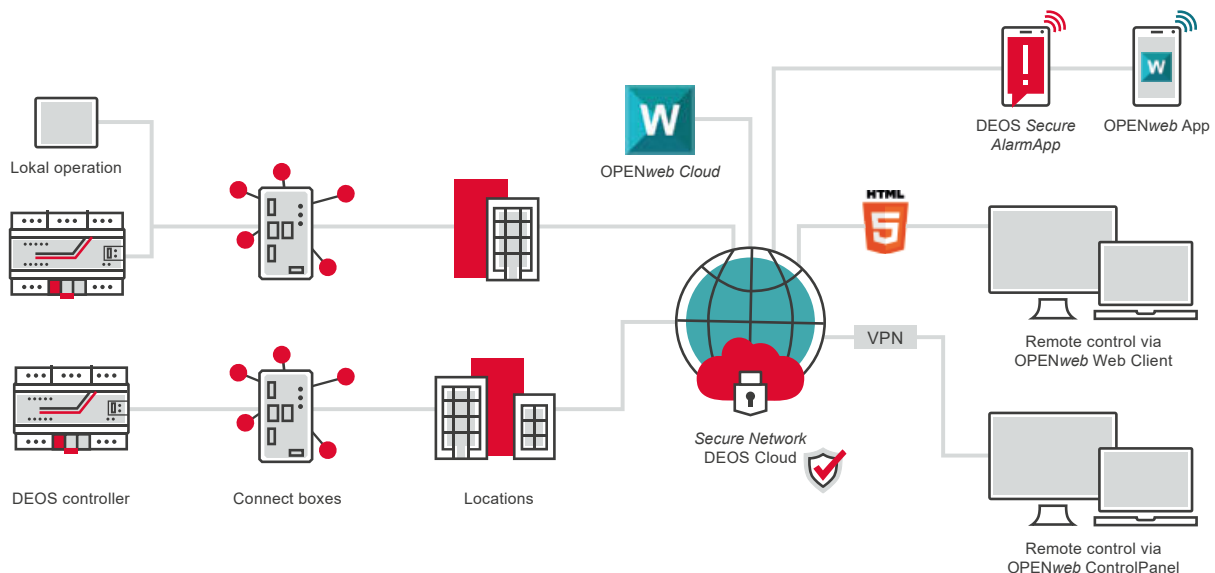 Lokal operation
DEOS controller
Connect boxes
Locations
W
OPENweb Cloud
Secure Network
DEOS Cloud
DEOS Secure
AlarmApp
W
OPENweb App
HTML
5
Remote control via
OPENweb Web Client
VPN
Remote control via
OPENweb ControlPanel